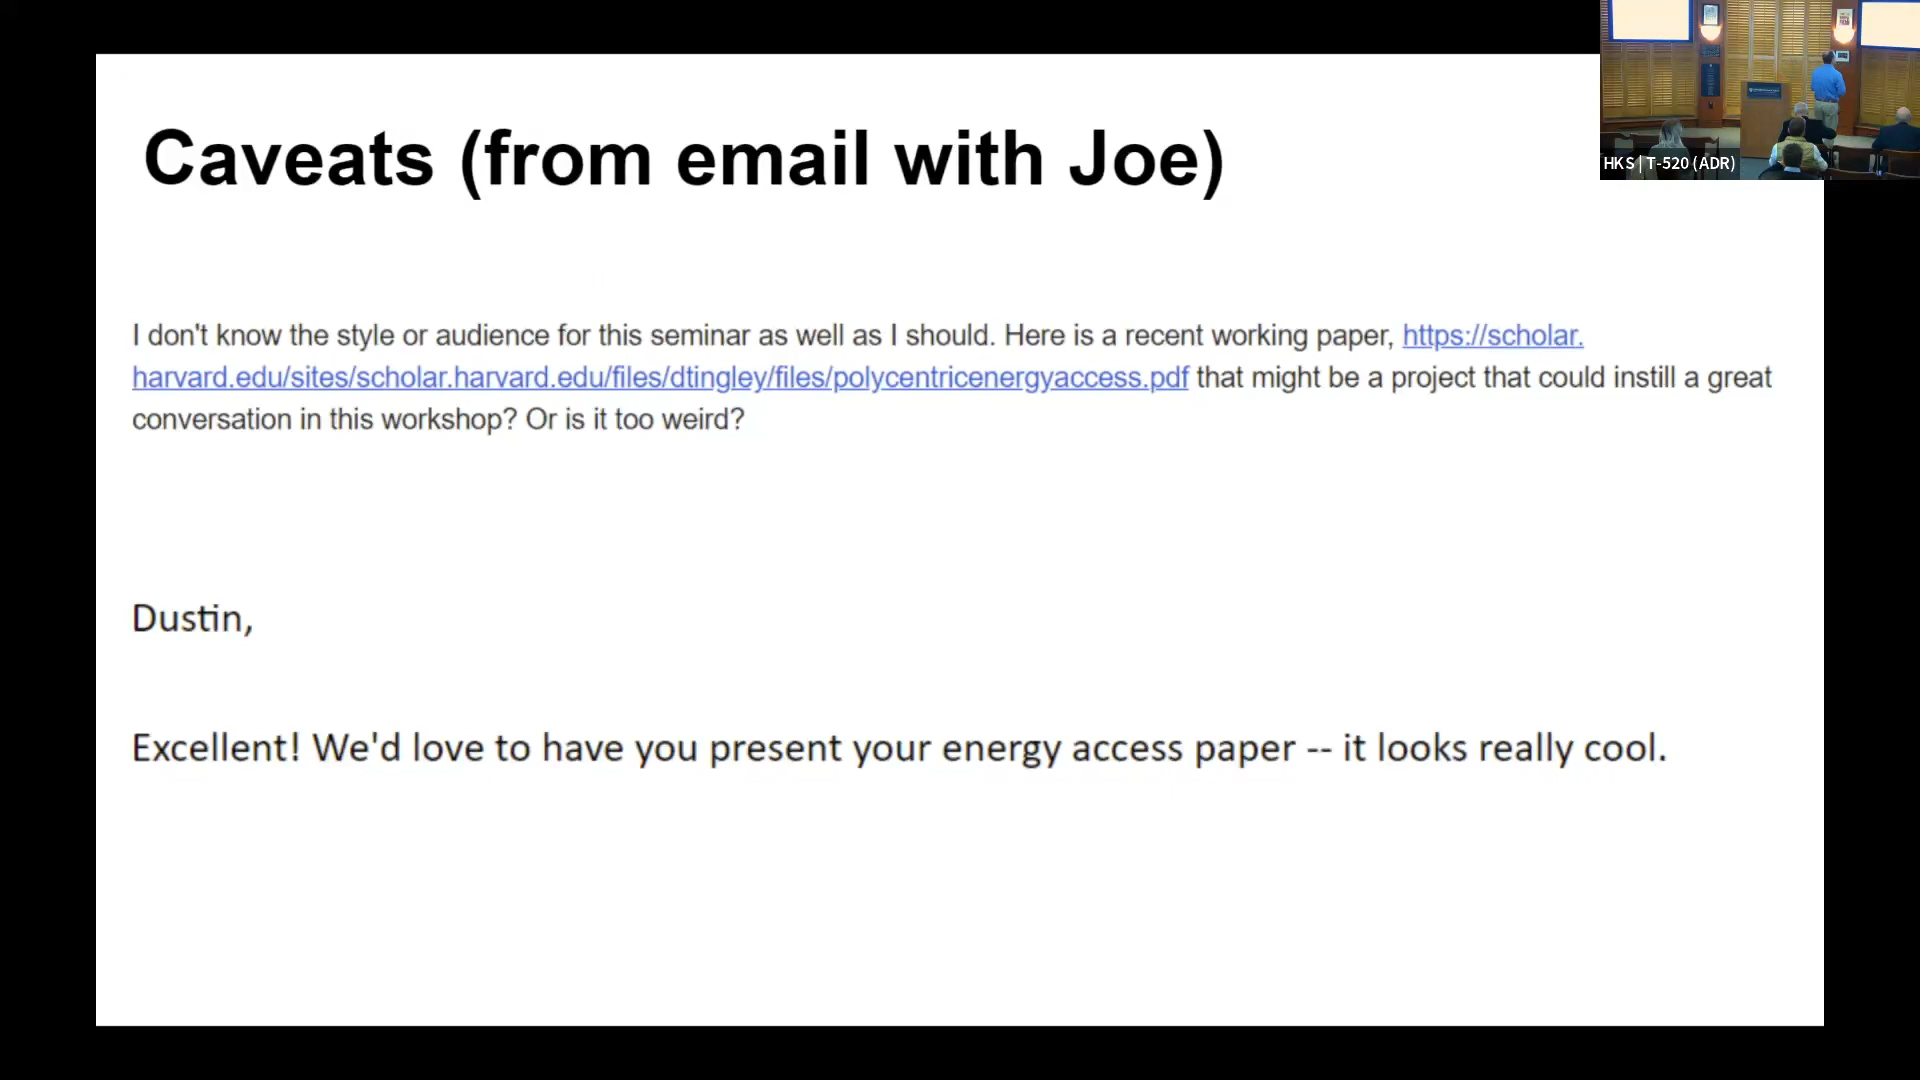 Caveats (from email with Joe)
HKS | T-520 (ADR)
I don't know the style or audience for this seminar as well as I should. Here is a recent working paper, https://scholar.
harvard.edu/sites/scholar.harvard.edu/files/dtingley/files/polycentricenergyaccess.pdf that might be a project that could instill a great
conversation in this workshop? Or is it too weird?
Dustin,
Excellent! We'd love to have you present your energy access paper -- it looks really cool.